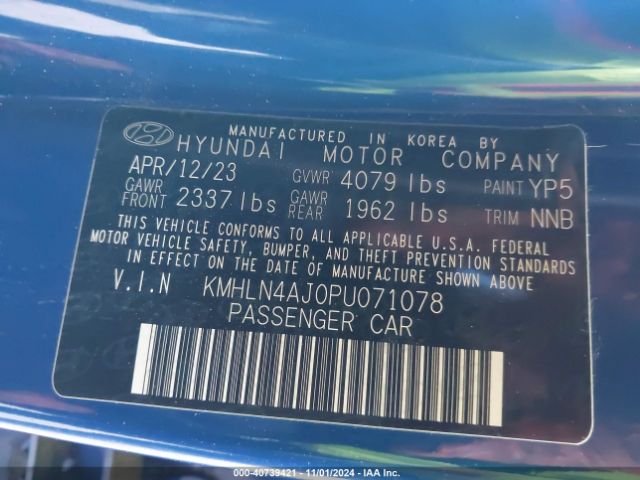 MANUFACTURED IN KOREA BY
HYUNDAI MOTOR COMPANY
APR/12/23 GVWR 4079 lbs PAINT YP5
GAWR FRONT 2337 lbs GAWR REAR 1962 lbs TRIM NNB
THIS VEHICLE CONFORMS TO ALL APPLICABLE U.S.A. FEDERAL
MOTOR VEHICLE SAFETY, BUMPER, AND THEFT PREVENTION STANDARDS
IN EFFECT ON THE DATE OF MANUFACTURE SHOWN ABOVE.
V.I.N KMHLN4AJ0PU071078
PASSENGER CAR
000-40739421 - 11/01/2024 - IAA Inc.